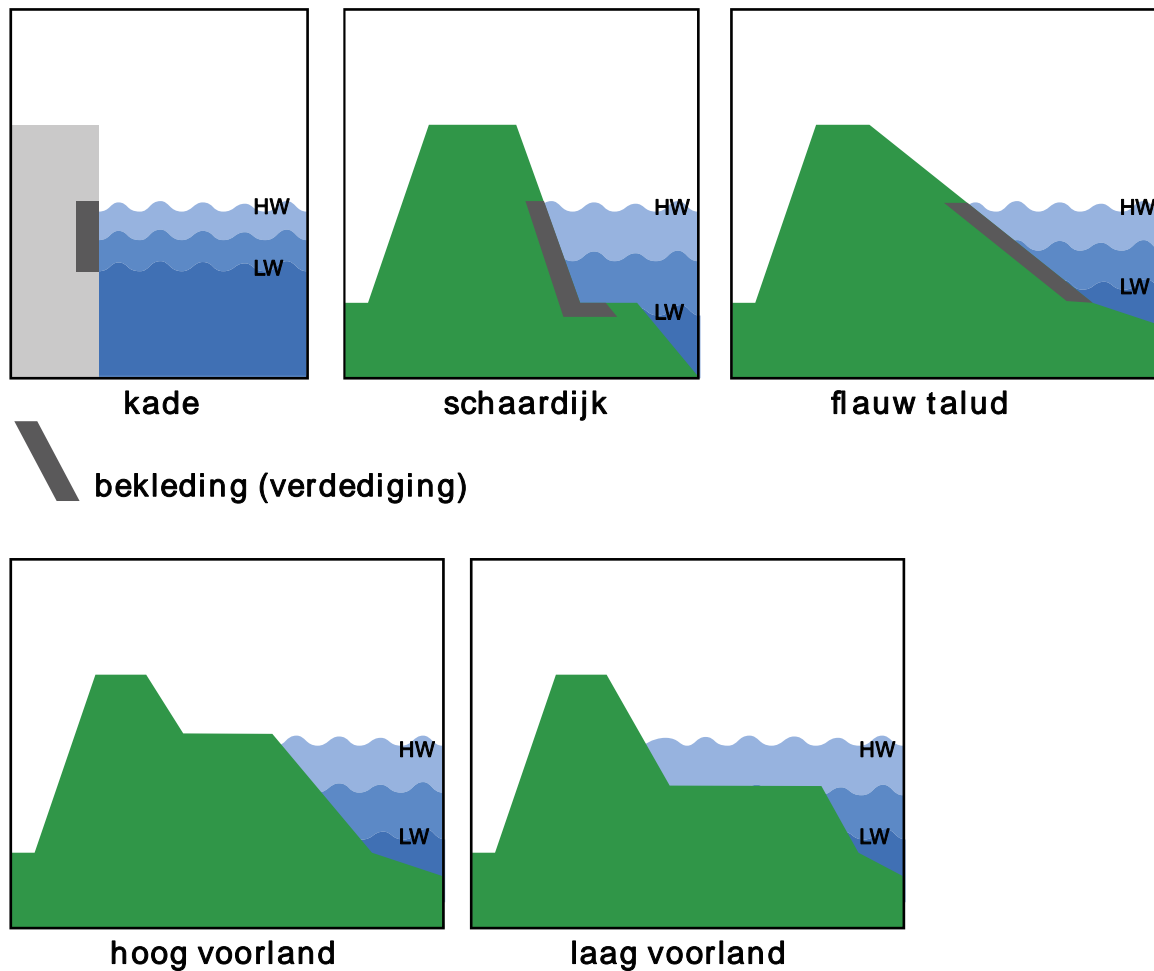 HW
LW
kade
HW
LW
schaardijk
HW
LW
flauw talud
bekleding (verdediging)
HW
LW
hoog voorland
HW
LW
laag voorland